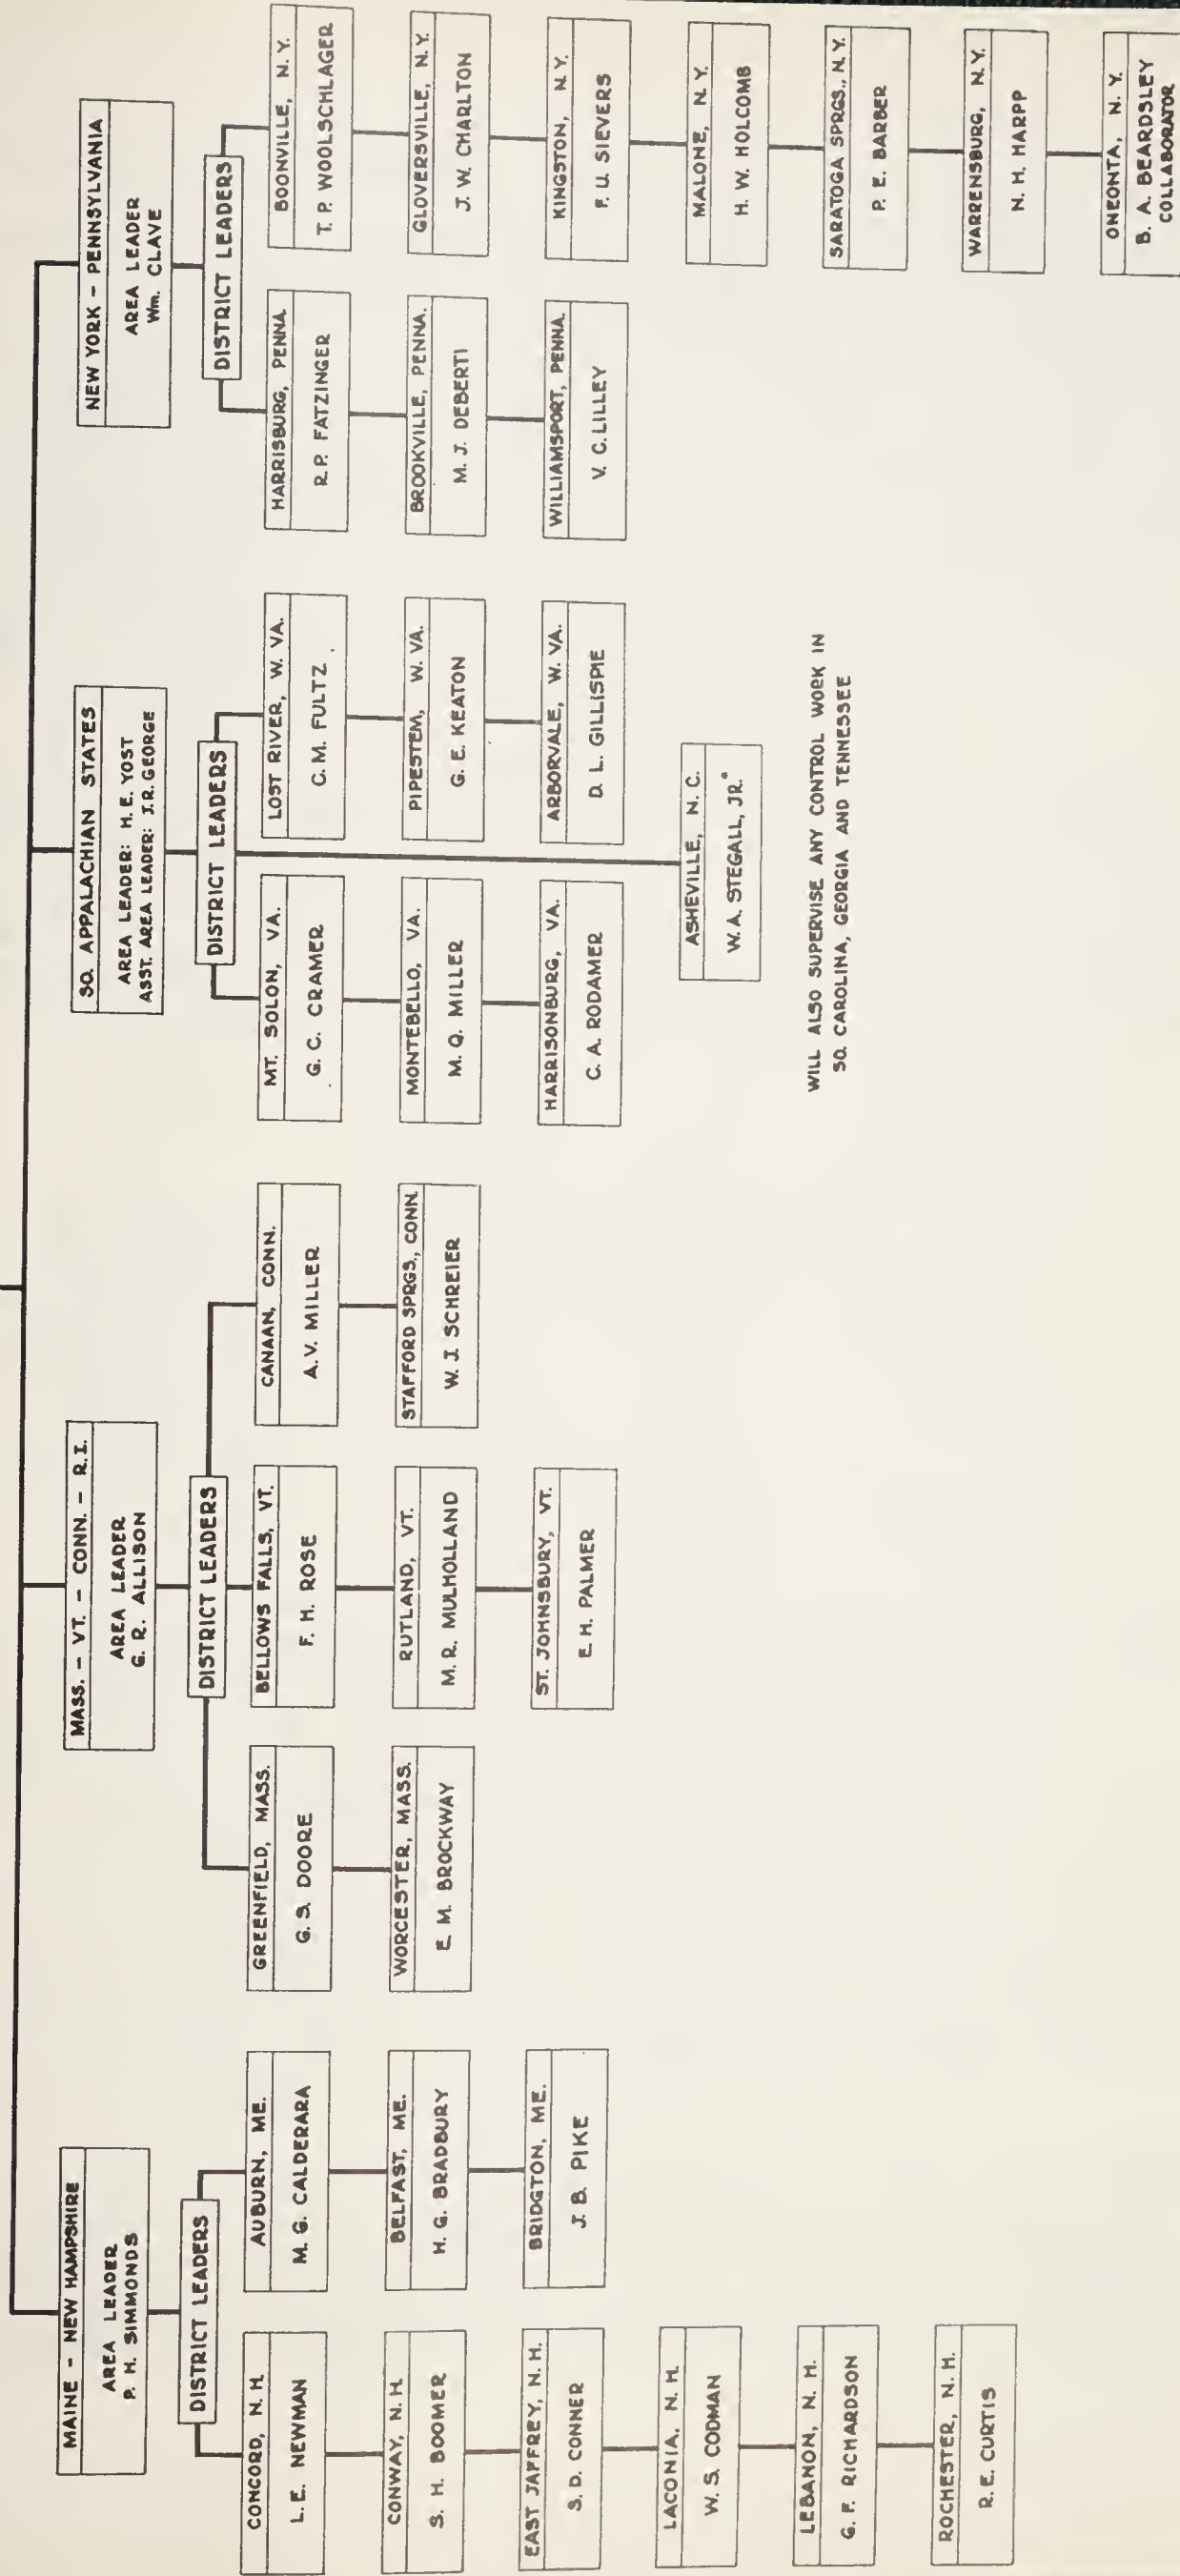 MAINE – NEW HAMPSHIRE
AREA LEADER
P. H. SIMMONDS
DISTRICT LEADERS
CONCORD, N. H.
L. E. NEWMAN
CONWAY, N. H.
S. H. BOOMER
EAST JAFFREY, N. H.
S. D. CONNER
LACONIA, N. H.
W. S. CODMAN
LEBANON, N. H.
G. F. RICHARDSON
ROCHESTER, N. H.
R. E. CURTIS
AUBURN, ME.
M. G. CALDERARA
BELFAST, ME.
H. G. BRADBURY
BRIDGTON, ME.
J. B. PIKE
MASS. – VT. – CONN. – R.I.
AREA LEADER
G. R. ALLISON
DISTRICT LEADERS
GREENFIELD, MASS.
G. S. DOORE
WORCESTER, MASS.
E. M. BROCKWAY
BELLOWS FALLS, VT.
F. H. ROSE
RUTLAND, VT.
M. R. MULHOLLAND
ST. JOHNSBURY, VT.
E. H. PALMER
CANAAN, CONN.
A. V. MILLER
STAFFORD SPRGS., CONN.
W. J. SCHREIER
SO. APPALACHIAN STATES
AREA LEADER: H. E. YOST
ASST. AREA LEADER: J. R. GEORGE
DISTRICT LEADERS
MT. SOLON, VA.
G. C. CRAMER
MONTEBELLO, VA.
M. Q. MILLER
HARRISONBURG, VA.
C. A. RODAMER
LOST RIVER, W. VA.
C. M. FULTZ
PIPESTEM, W. VA.
G. E. KEATON
ARBORVALE, W. VA.
D. L. GILLISPIE
ASHEVILLE, N. C.
W. A. STEGALL, JR.*
WILL ALSO SUPERVISE ANY CONTROL WORK IN
SO. CAROLINA, GEORGIA AND TENNESSEE
NEW YORK – PENNSYLVANIA
AREA LEADER
Wm. CLAVE
DISTRICT LEADERS
HARRISBURG, PENNA.
R. P. FATZINGER
BROOKVILLE, PENNA.
M. J. DEBERTI
WILLIAMSPORT, PENNA.
V. C. LILLEY
BOONVILLE, N. Y.
T. P. WOOLSCHLAGER
GLOVERSVILLE, N. Y.
J. W. CHARLTON
KINGSTON, N. Y.
F. U. SIEVERS
MALONE, N. Y.
H. W. HOLCOMB
SARATOGA SPRGS., N. Y.
P. E. BARBER
WARRENSBURG, N. Y.
N. H. HARPP
ONEONTA, N. Y.
B. A. BEARDSLEY
COLLABORATOR